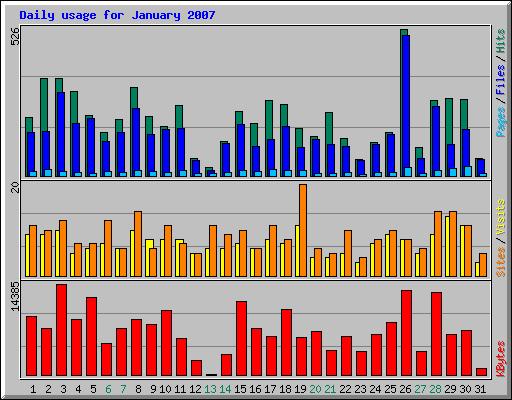 Daily usage for January 2007
526
Pages / Files / Hits
20
Sites / Visits
14385
KBytes
1 2 3 4 5 6 7 8 9 10 11 12 13 14 15 16 17 18 19 20 21 22 23 24 25 26 27 28 29 30 31